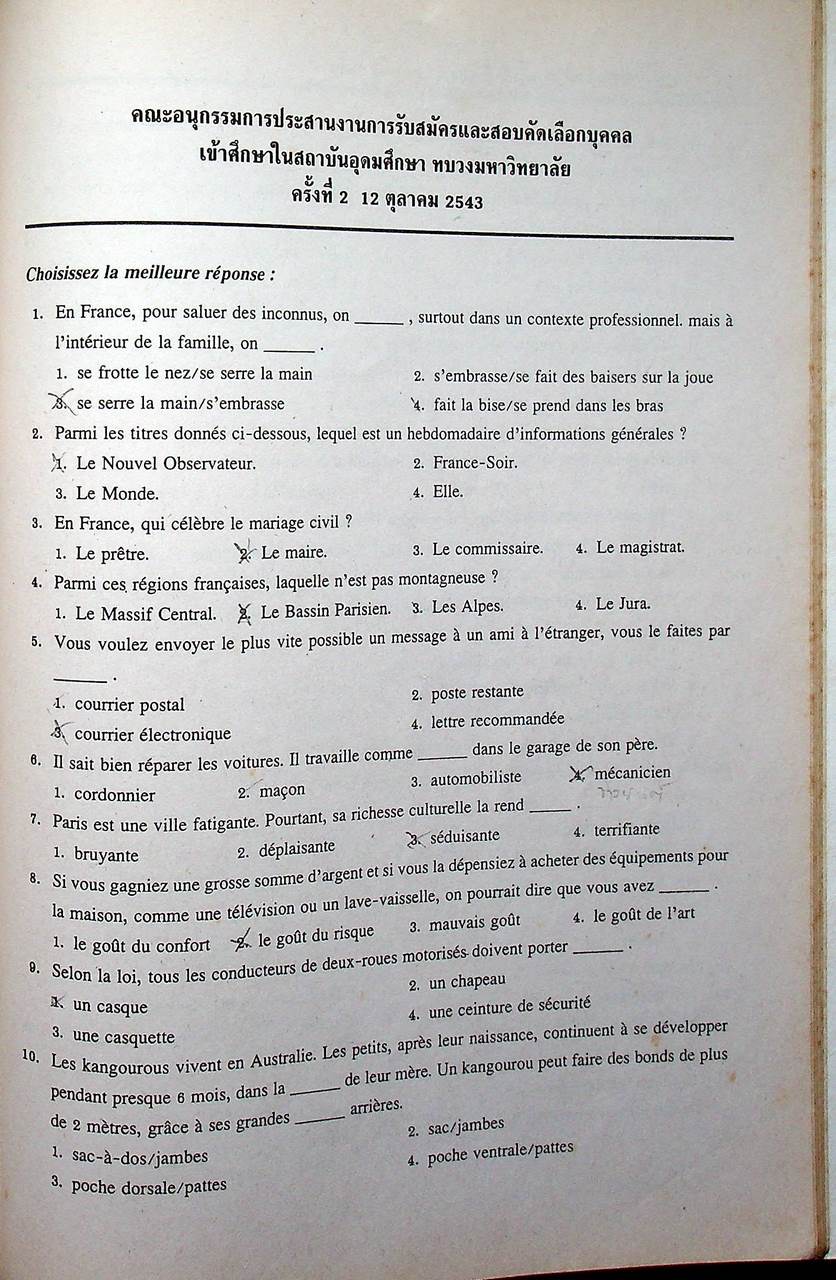 คณะอนุกรรมการประสานงานการรับสมัครและสอบคัดเลือกบุคคล
เข้าศึกษาในสถาบันอุดมศึกษา ทบวงมหาวิทยาลัย
ครั้งที่ 2 12 ตุลาคม 2543
Choisissez la meilleure réponse :
1. En France, pour saluer des inconnus, on ______ , surtout dans un contexte professionnel. mais à
l'intérieur de la famille, on ______ .
1. se frotte le nez/se serre la main 2. s'embrasse/se fait des baisers sur la joue
3. se serre la main/s'embrasse 4. fait la bise/se prend dans les bras
2. Parmi les titres donnés ci-dessous, lequel est un hebdomadaire d'informations générales ?
1. Le Nouvel Observateur. 2. France-Soir.
3. Le Monde. 4. Elle.
3. En France, qui célèbre le mariage civil ?
1. Le prêtre. 2. Le maire. 3. Le commissaire. 4. Le magistrat.
4. Parmi ces régions françaises, laquelle n'est pas montagneuse ?
1. Le Massif Central. 2. Le Bassin Parisien. 3. Les Alpes. 4. Le Jura.
5. Vous voulez envoyer le plus vite possible un message à un ami à l'étranger, vous le faites par
______ .
1. courrier postal 2. poste restante
3. courrier électronique 4. lettre recommandée
6. Il sait bien réparer les voitures. Il travaille comme ______ dans le garage de son père.
1. cordonnier 2. maçon 3. automobiliste 4. mécanicien
7. Paris est une ville fatigante. Pourtant, sa richesse culturelle la rend ______ .
1. bruyante 2. déplaisante 3. séduisante 4. terrifiante
8. Si vous gagniez une grosse somme d'argent et si vous la dépensiez à acheter des équipements pour
la maison, comme une télévision ou un lave-vaisselle, on pourrait dire que vous avez ______ .
1. le goût du confort 2. le goût du risque 3. mauvais goût 4. le goût de l'art
9. Selon la loi, tous les conducteurs de deux-roues motorisés doivent porter ______ .
1. un casque 2. un chapeau
3. une casquette 4. une ceinture de sécurité
10. Les kangourous vivent en Australie. Les petits, après leur naissance, continuent à se développer
pendant presque 6 mois, dans la ______ de leur mère. Un kangourou peut faire des bonds de plus
de 2 mètres, grâce à ses grandes ______ arrières.
1. sac-à-dos/jambes 2. sac/jambes
3. poche dorsale/pattes 4. poche ventrale/pattes